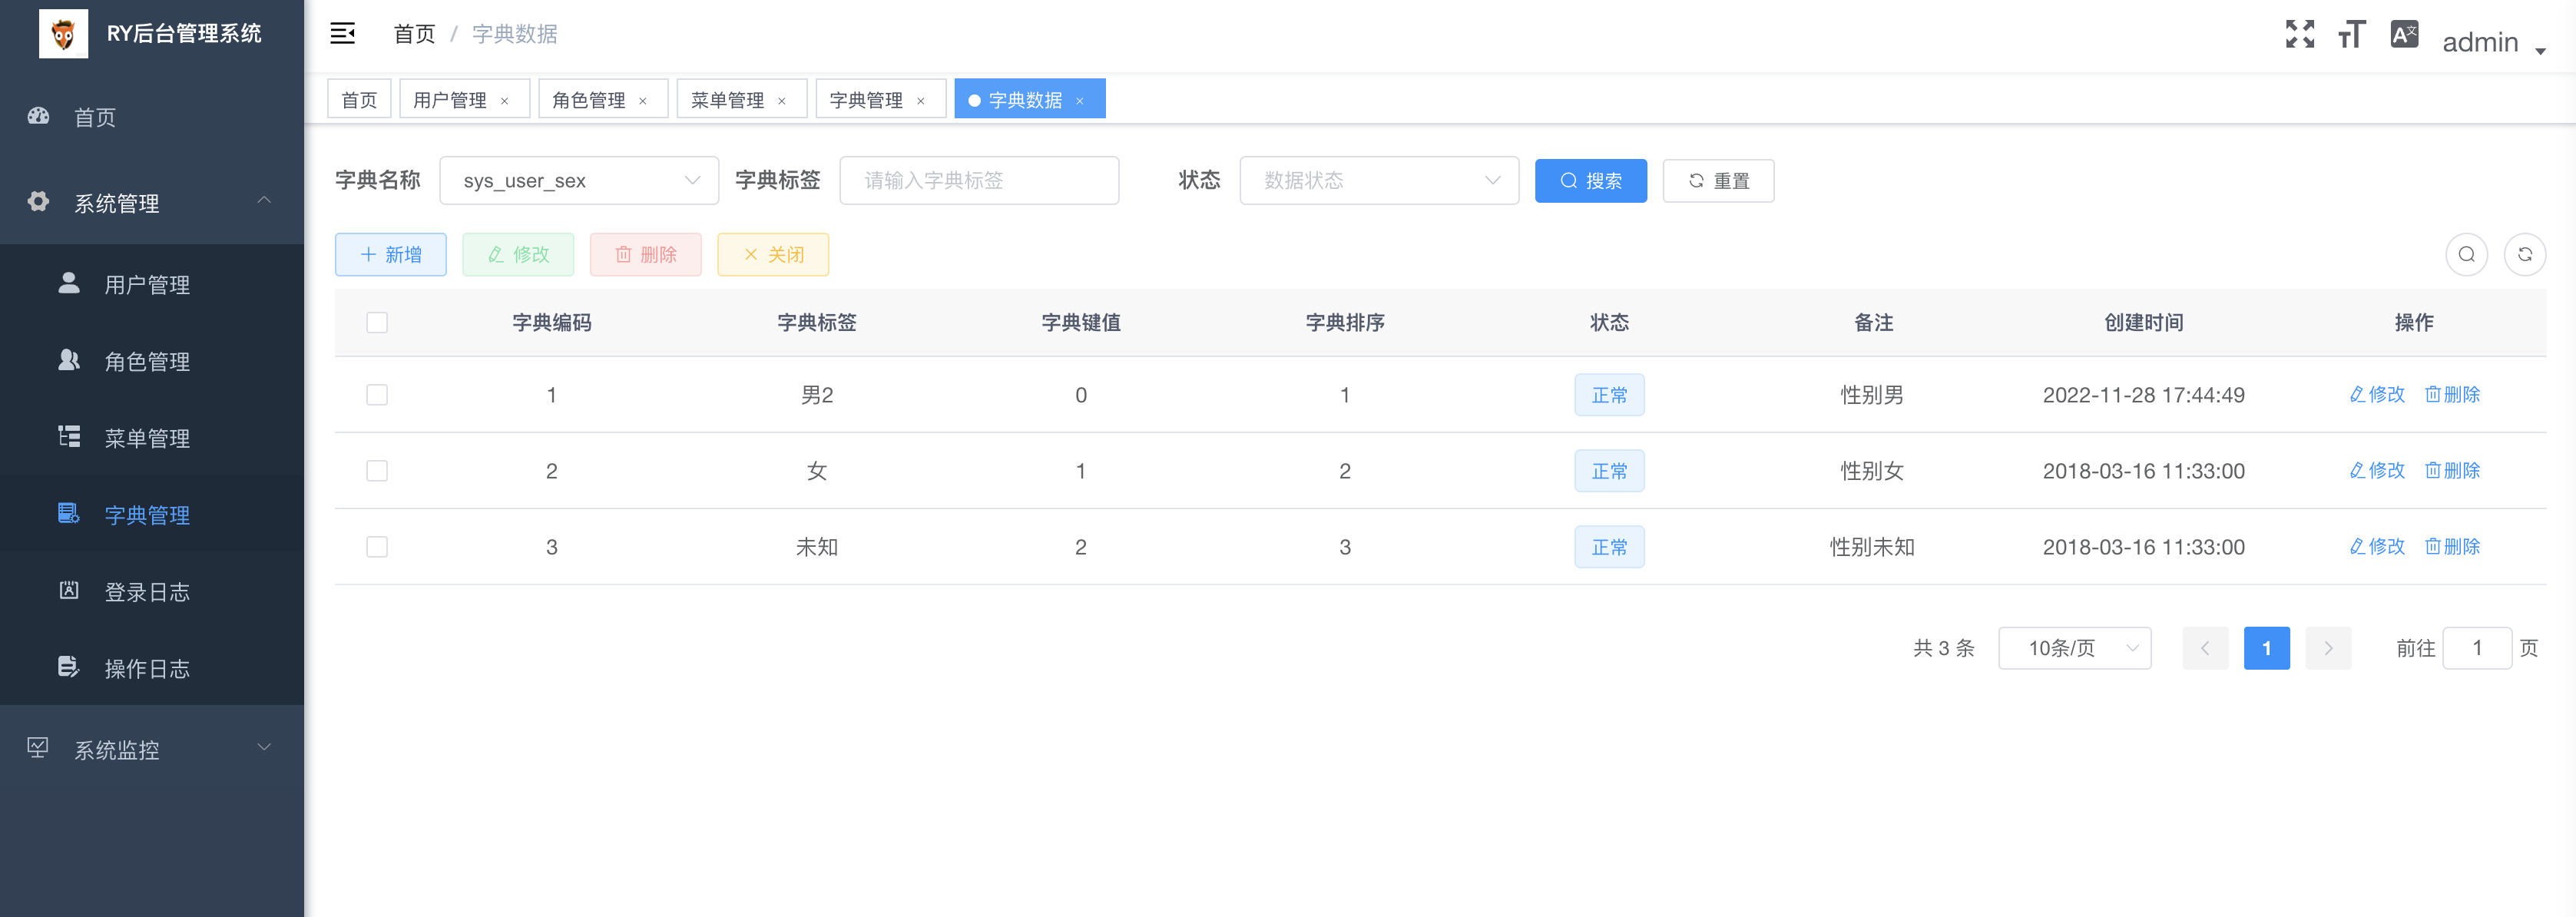 RY后台管理系统
首页
系统管理
用户管理
角色管理
菜单管理
字典管理
登录日志
操作日志
系统监控
首页 / 字典数据
admin
首页 用户管理 × 角色管理 × 菜单管理 × 字典管理 × 字典数据 ×
字典名称 sys_user_sex 字典标签 请输入字典标签 状态 数据状态 搜索 重置
新增 修改 删除 关闭
字典编码 字典标签 字典键值 字典排序 状态 备注 创建时间 操作
1 男2 0 1 正常 性别男 2022-11-28 17:44:49 修改 删除
2 女 1 2 正常 性别女 2018-03-16 11:33:00 修改 删除
3 未知 2 3 正常 性别未知 2018-03-16 11:33:00 修改 删除
共 3 条 10条/页 1 前往 1 页